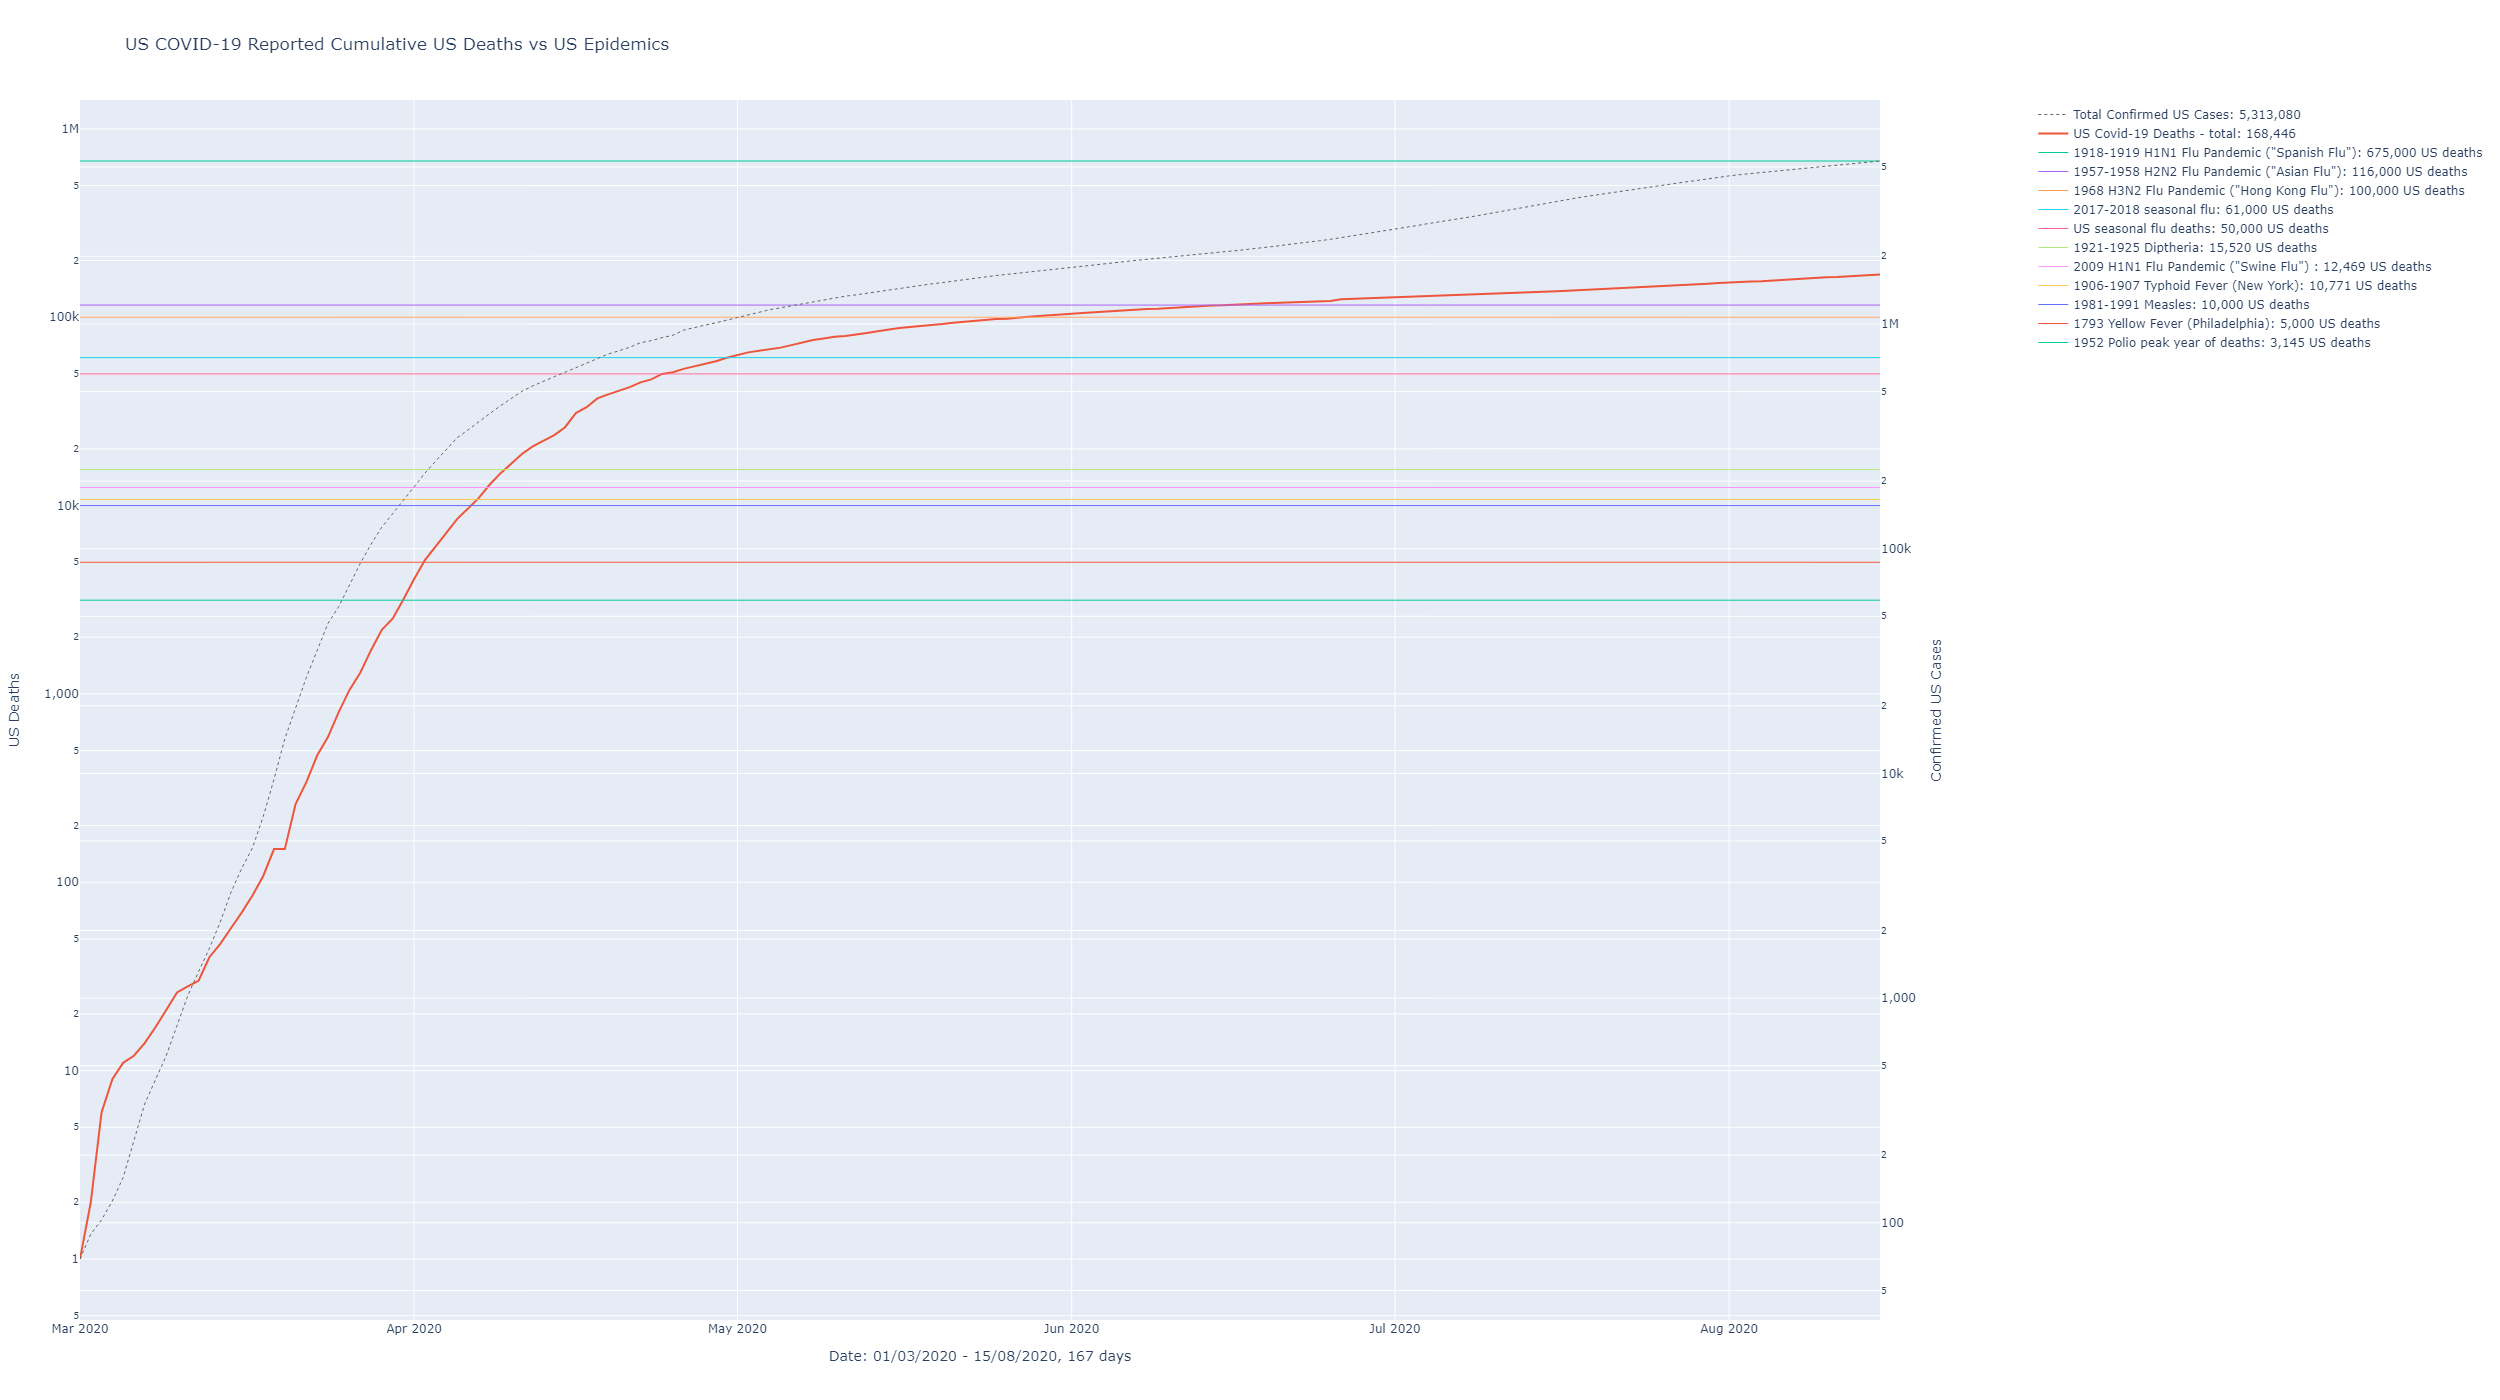 US COVID-19 Reported Cumulative US Deaths vs US Epidemics
Total Confirmed US Cases: 5,313,080
US Covid-19 Deaths - total: 168,446
1918-1919 H1N1 Flu Pandemic ("Spanish Flu"): 675,000 US deaths
1957-1958 H2N2 Flu Pandemic ("Asian Flu"): 116,000 US deaths
1968 H3N2 Flu Pandemic ("Hong Kong Flu"): 100,000 US deaths
2017-2018 seasonal flu: 61,000 US deaths
US seasonal flu deaths: 50,000 US deaths
1921-1925 Diptheria: 15,520 US deaths
2009 H1N1 Flu Pandemic ("Swine Flu") : 12,469 US deaths
1906-1907 Typhoid Fever (New York): 10,771 US deaths
1981-1991 Measles: 10,000 US deaths
1793 Yellow Fever (Philadelphia): 5,000 US deaths
1952 Polio peak year of deaths: 3,145 US deaths
US Deaths
1M
5
2
100k
5
2
10k
5
2
1,000
5
2
100
5
2
10
5
2
1
5
5
2
1M
5
2
100k
5
2
10k
5
2
1,000
5
2
100
5
Confirmed US Cases
Mar 2020
Apr 2020
May 2020
Jun 2020
Jul 2020
Aug 2020
Date: 01/03/2020 - 15/08/2020, 167 days